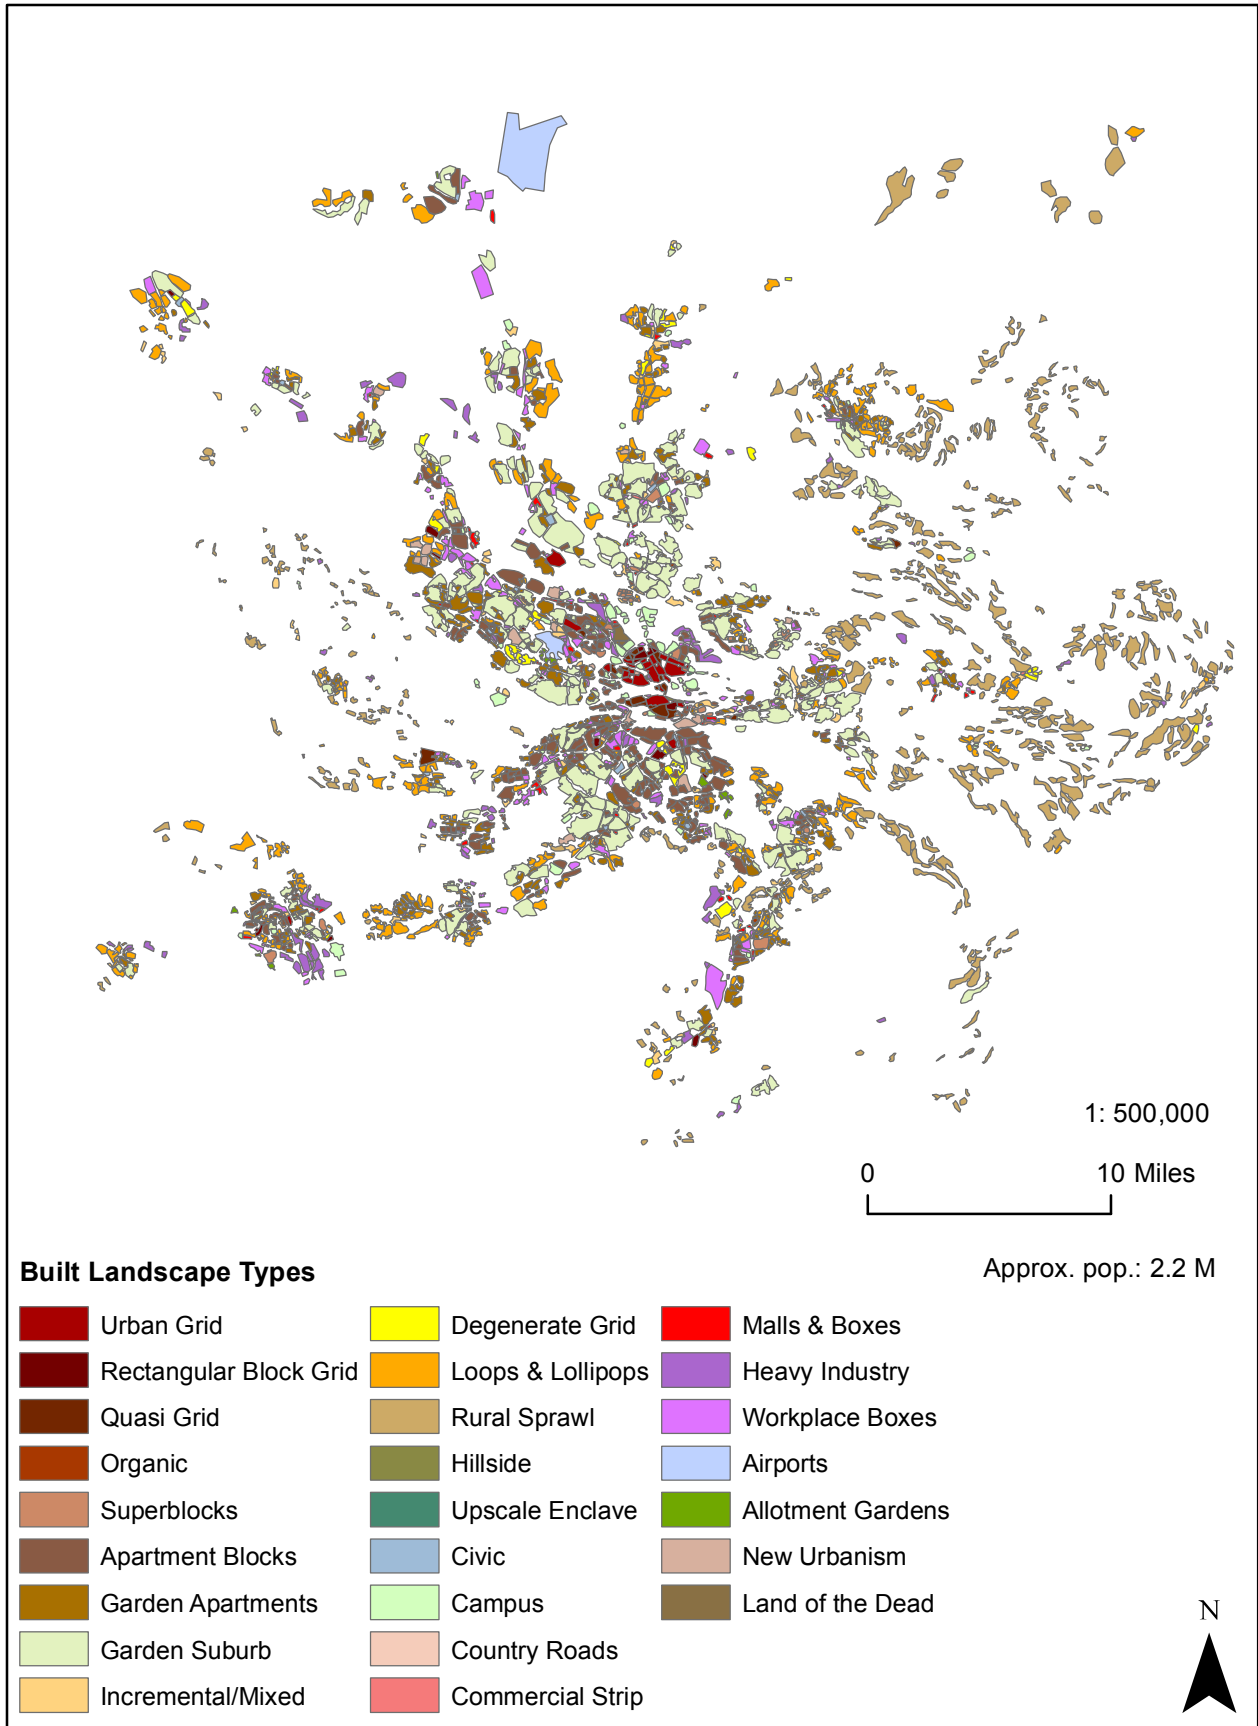 1: 500,000
0 10 Miles
Approx. pop.: 2.2 M
Built Landscape Types
Urban Grid
Rectangular Block Grid
Quasi Grid
Organic
Superblocks
Apartment Blocks
Garden Apartments
Garden Suburb
Incremental/Mixed
Degenerate Grid
Loops & Lollipops
Rural Sprawl
Hillside
Upscale Enclave
Civic
Campus
Country Roads
Commercial Strip
Malls & Boxes
Heavy Industry
Workplace Boxes
Airports
Allotment Gardens
New Urbanism
Land of the Dead
N